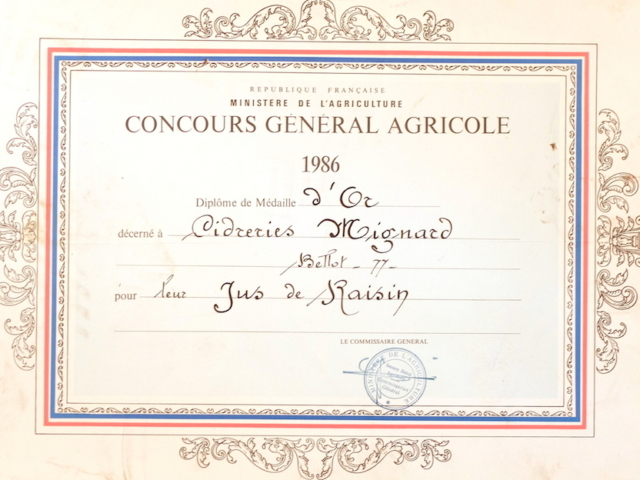 REPUBLIQUE FRANÇAISE
MINISTERE DE L'AGRICULTURE
CONCOURS GÉNÉRAL AGRICOLE
1986
Diplôme de Médaille d'Or
décerné à Cidreries Mignard
Bellot - 77 -
pour leur Jus de Raisin
LE COMMISSAIRE GENERAL